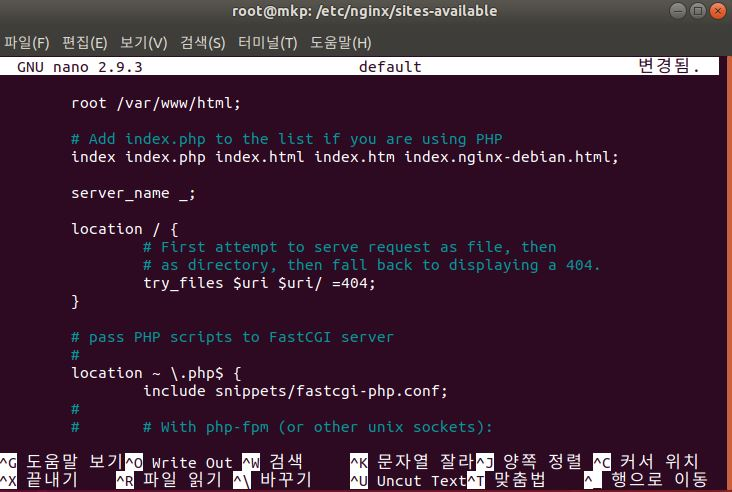 root@mkp: /etc/nginx/sites-available
파일(F) 편집(E) 보기(V) 검색(S) 터미널(T) 도움말(H)
GNU nano 2.9.3 default 변경됨.
root /var/www/html;
# Add index.php to the list if you are using PHP
index index.php index.html index.htm index.nginx-debian.html;
server_name _;
location / {
# First attempt to serve request as file, then
# as directory, then fall back to displaying a 404.
try_files $uri $uri/ =404;
}
# pass PHP scripts to FastCGI server
#
location ~ \.php$ {
include snippets/fastcgi-php.conf;
#
# # With php-fpm (or other unix sockets):
^G 도움말 보기^O Write Out ^W 검색 ^K 문자열 잘라^J 양쪽 정렬 ^C 커서 위치
^X 끝내기 ^R 파일 읽기 ^\ 바꾸기 ^U Uncut Text^T 맞춤법 ^_ 행으로 이동